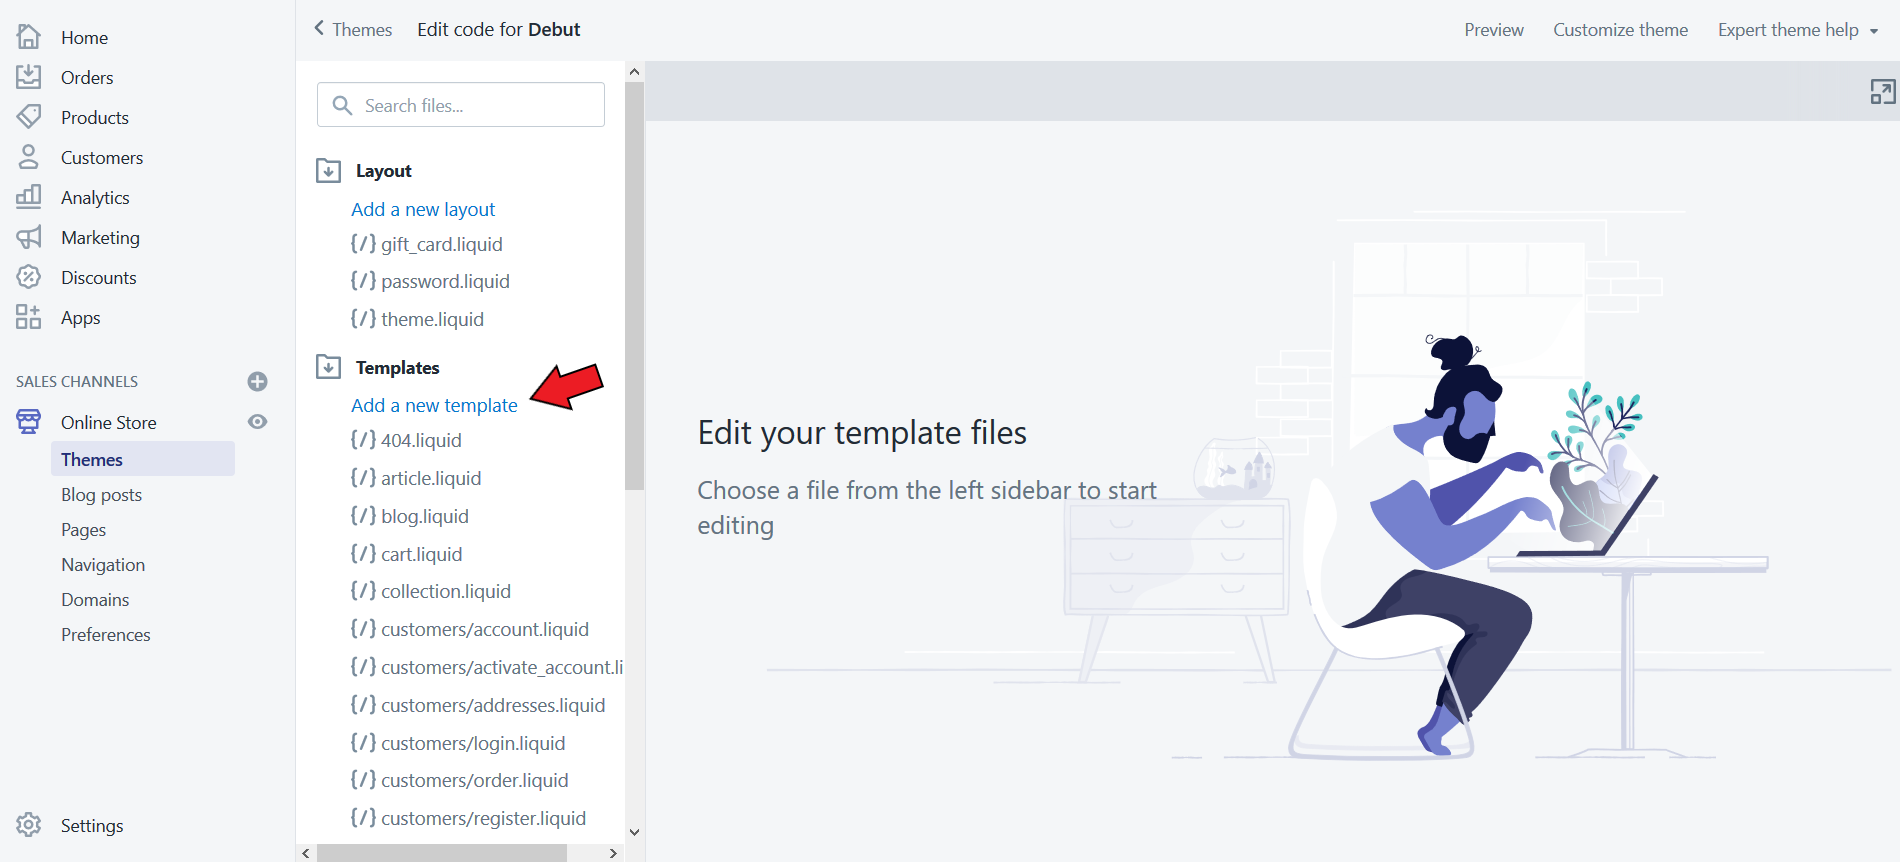 Home
Orders
Products
Customers
Analytics
Marketing
Discounts
Apps
SALES CHANNELS
Online Store
Themes
Blog posts
Pages
Navigation
Domains
Preferences
Settings
Themes Edit code for Debut
Preview Customize theme Expert theme help
Search files...
Layout
Add a new layout
{/} gift_card.liquid
{/} password.liquid
{/} theme.liquid
Templates
Add a new template
{/} 404.liquid
{/} article.liquid
{/} blog.liquid
{/} cart.liquid
{/} collection.liquid
{/} customers/account.liquid
{/} customers/activate_account.li
{/} customers/addresses.liquid
{/} customers/login.liquid
{/} customers/order.liquid
{/} customers/register.liquid
Edit your template files
Choose a file from the left sidebar to start
editing